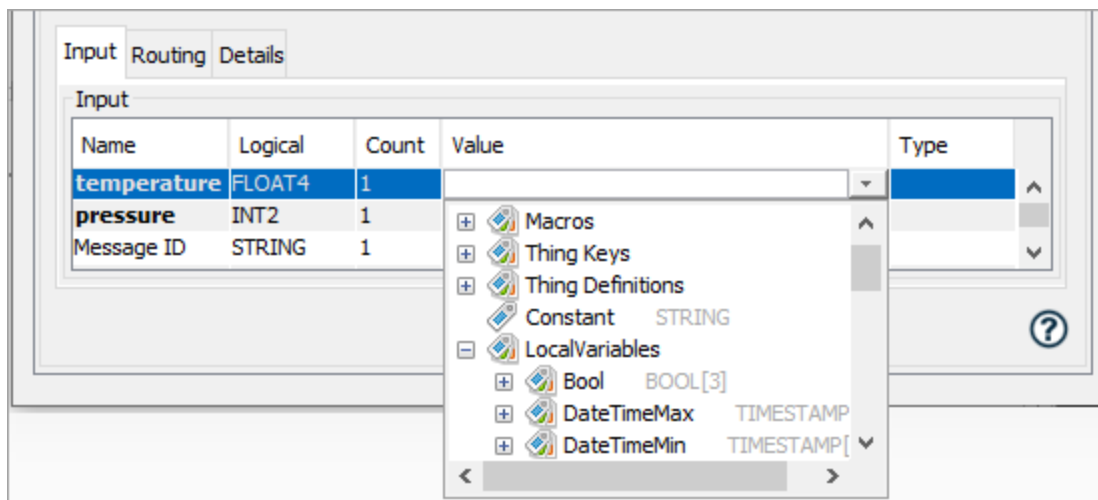 Input Routing Details
Input
Name Logical Count Value Type
temperature FLOAT4 1
pressure INT2 1
Message ID STRING 1
Macros
Thing Keys
Thing Definitions
Constant STRING
LocalVariables
Bool BOOL[3]
DateTimeMax TIMESTAMP
DateTimeMin TIMESTAMP[
?